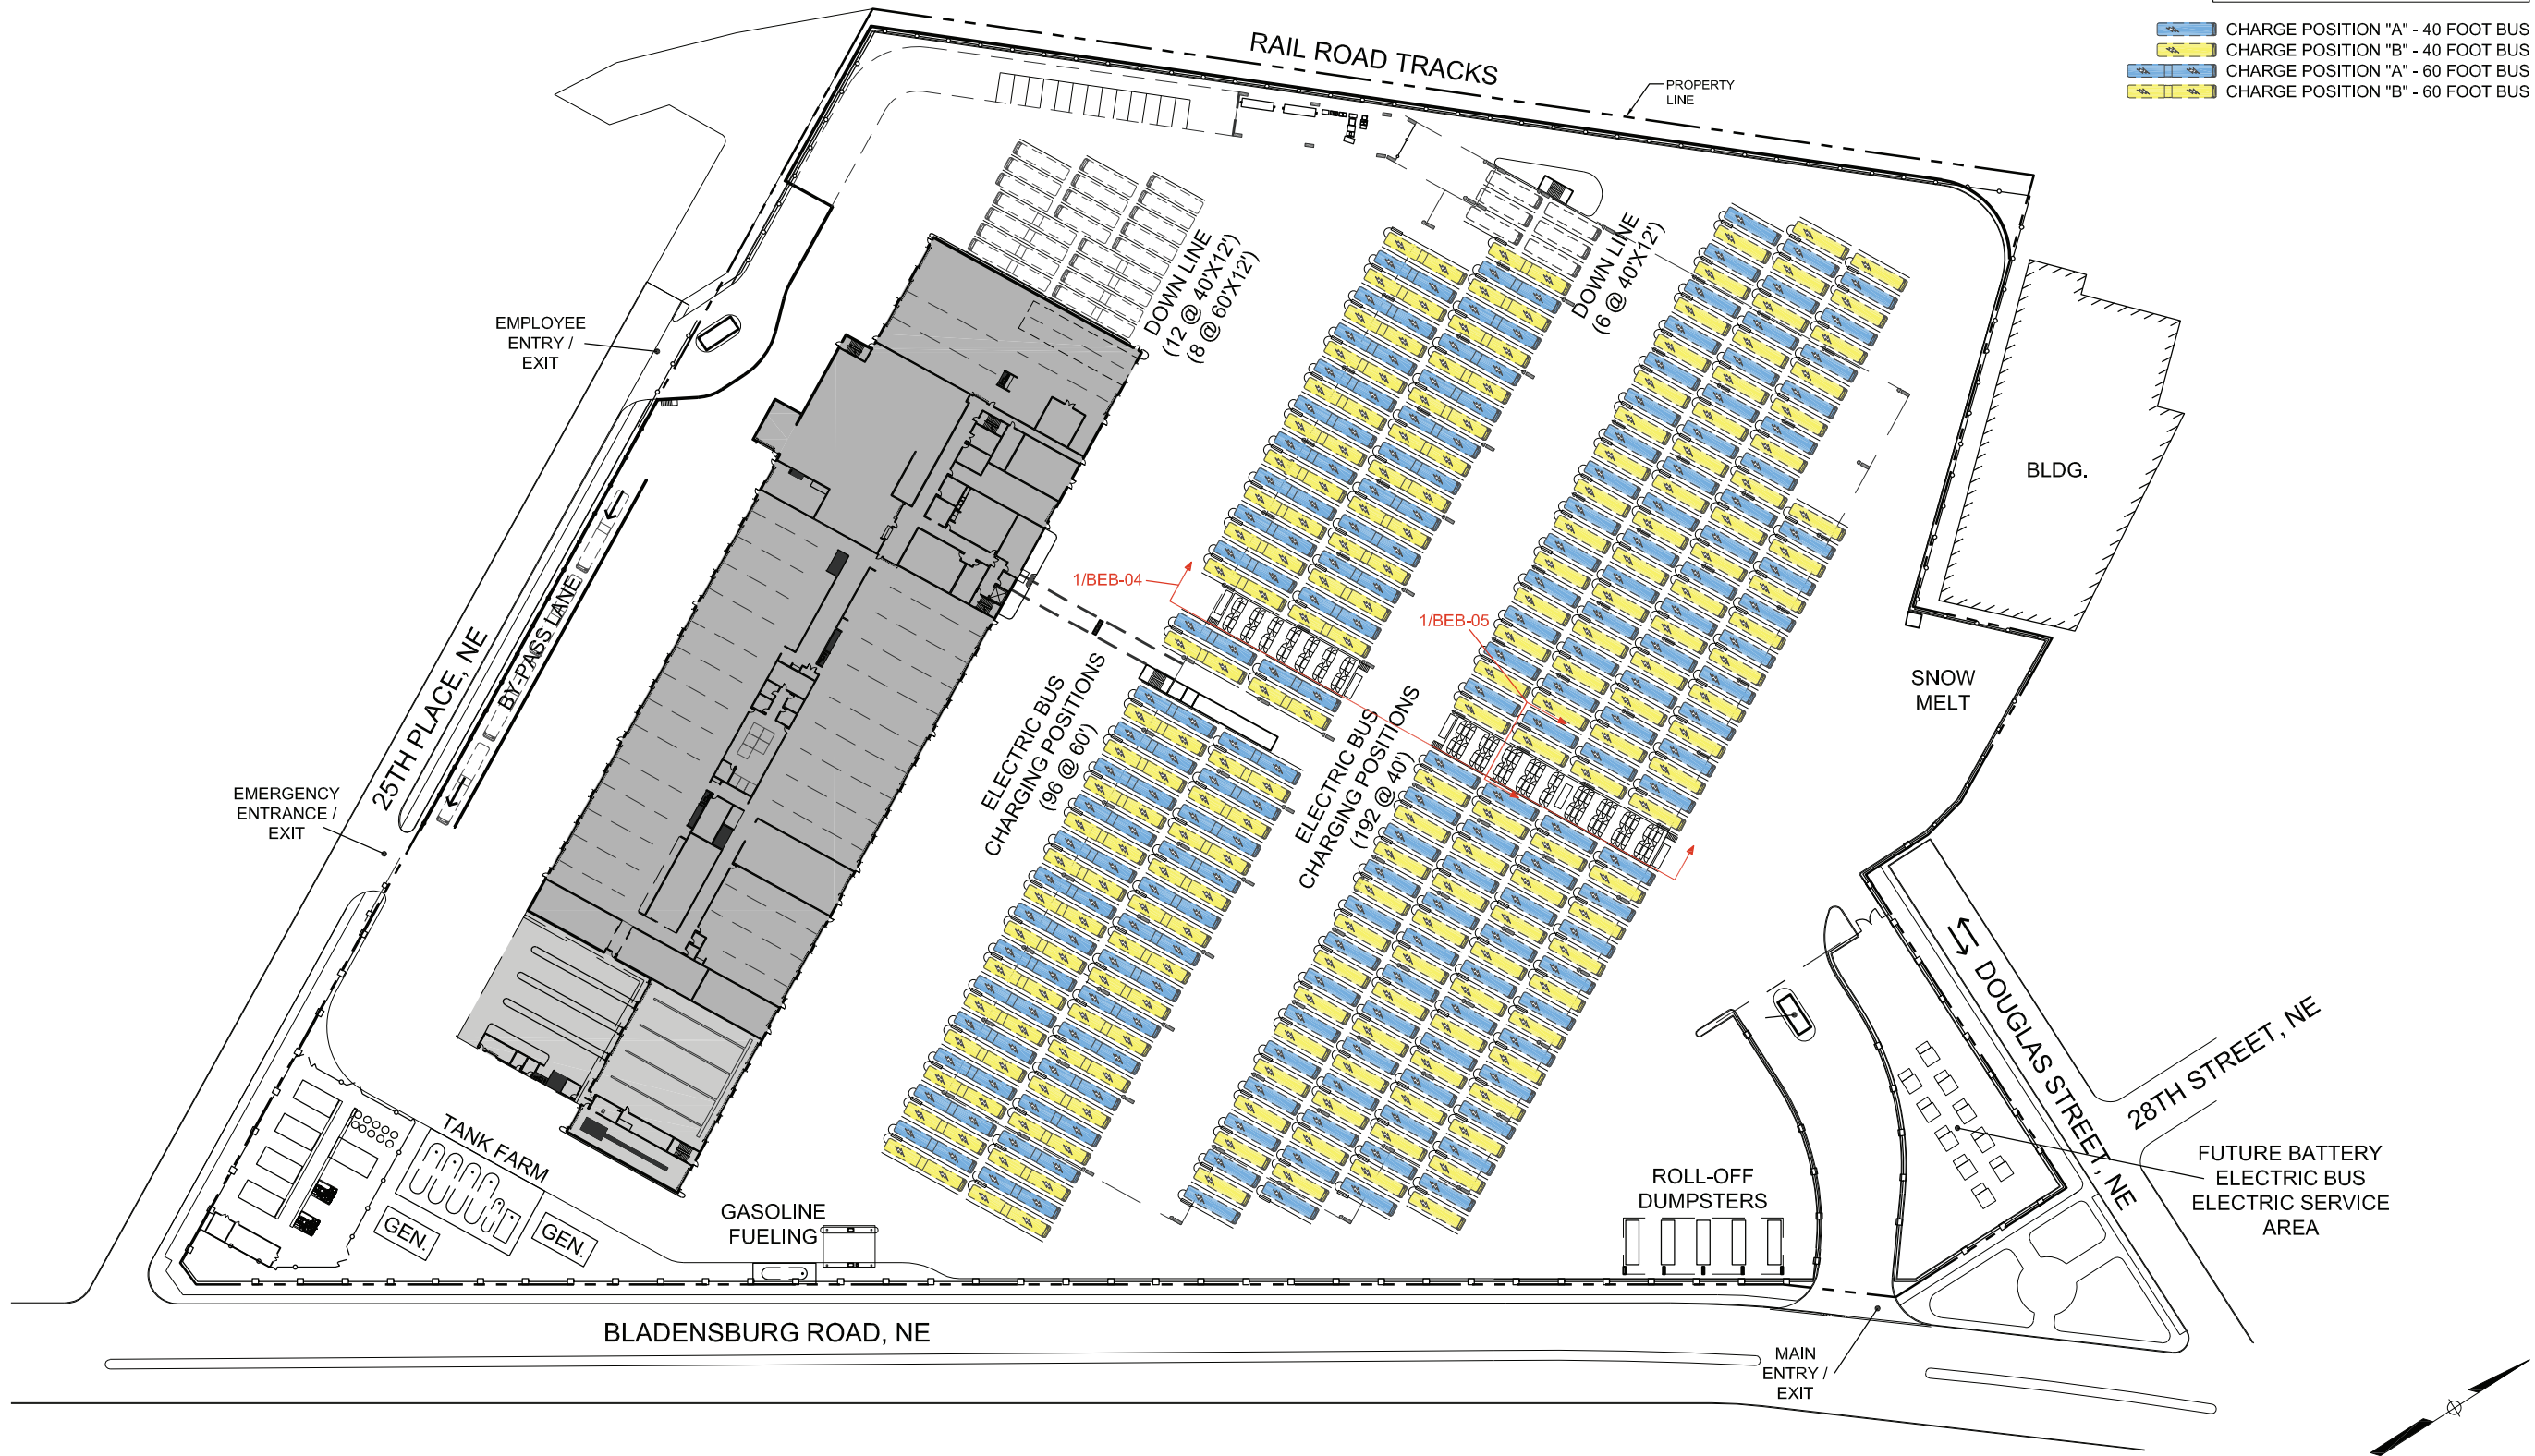 CHARGE POSITION "A" - 40 FOOT BUS
CHARGE POSITION "B" - 40 FOOT BUS
CHARGE POSITION "A" - 60 FOOT BUS
CHARGE POSITION "B" - 60 FOOT BUS
RAIL ROAD TRACKS
PROPERTY
LINE
DOWN LINE
(12 @ 40'X12')
(8 @ 60'X12')
DOWN LINE
(6 @ 40'X12')
EMPLOYEE
ENTRY /
EXIT
BLDG.
1/BEB-04
1/BEB-05
BY-PASS LANE
25TH PLACE, NE
ELECTRIC BUS
CHARGING POSITIONS
(96 @ 60')
ELECTRIC BUS
CHARGING POSITIONS
(192 @ 40')
SNOW
MELT
EMERGENCY
ENTRANCE /
EXIT
DOUGLAS STREET, NE
28TH STREET, NE
TANK FARM
GEN.
GEN.
GASOLINE
FUELING
ROLL-OFF
DUMPSTERS
FUTURE BATTERY
ELECTRIC BUS
ELECTRIC SERVICE
AREA
BLADENSBURG ROAD, NE
MAIN
ENTRY /
EXIT